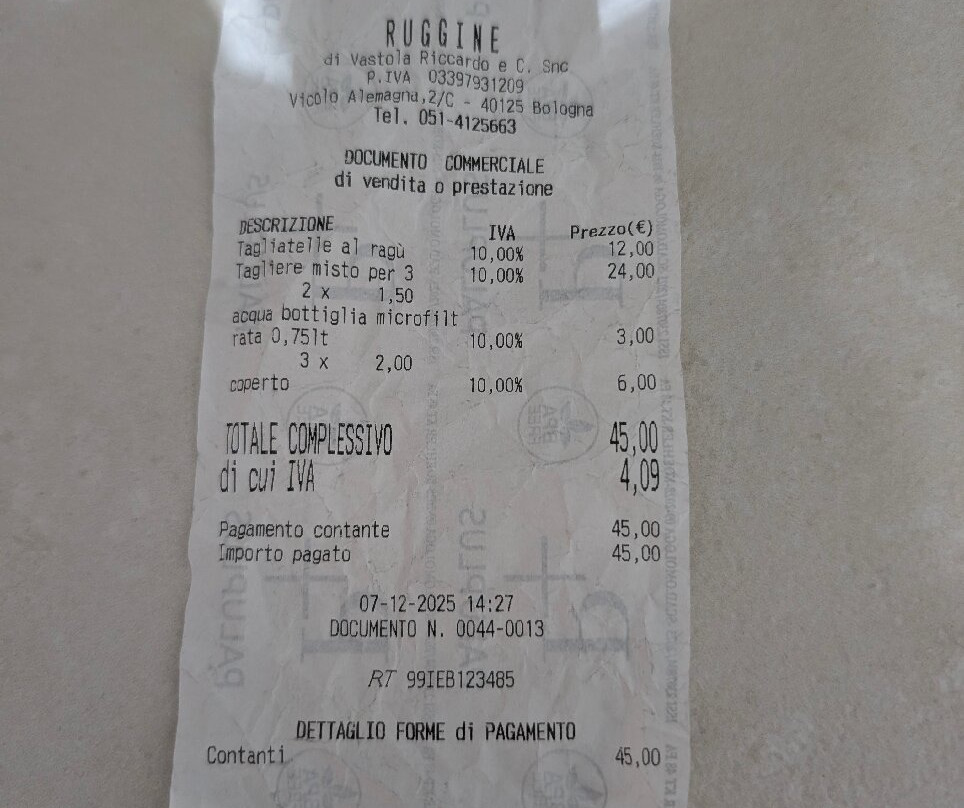 RUGGINE
di Vastola Riccardo e C. Snc
P.IVA 03397931209
Vicolo Alemagna,2/C - 40125 Bologna
Tel. 051-4125663
DOCUMENTO COMMERCIALE
di vendita o prestazione
DESCRIZIONE IVA Prezzo(€)
Tagliatelle al ragù 10,00% 12,00
Tagliere misto per 3 10,00% 24,00
2 x 1,50
acqua bottiglia microfilt
rata 0,75lt 10,00% 3,00
3 x 2,00
coperto 10,00% 6,00
TOTALE COMPLESSIVO 45,00
di cui IVA 4,09
Pagamento contante 45,00
Importo pagato 45,00
07-12-2025 14:27
DOCUMENTO N. 0044-0013
RT 99IEB123485
DETTAGLIO FORME di PAGAMENTO
Contanti 45,00